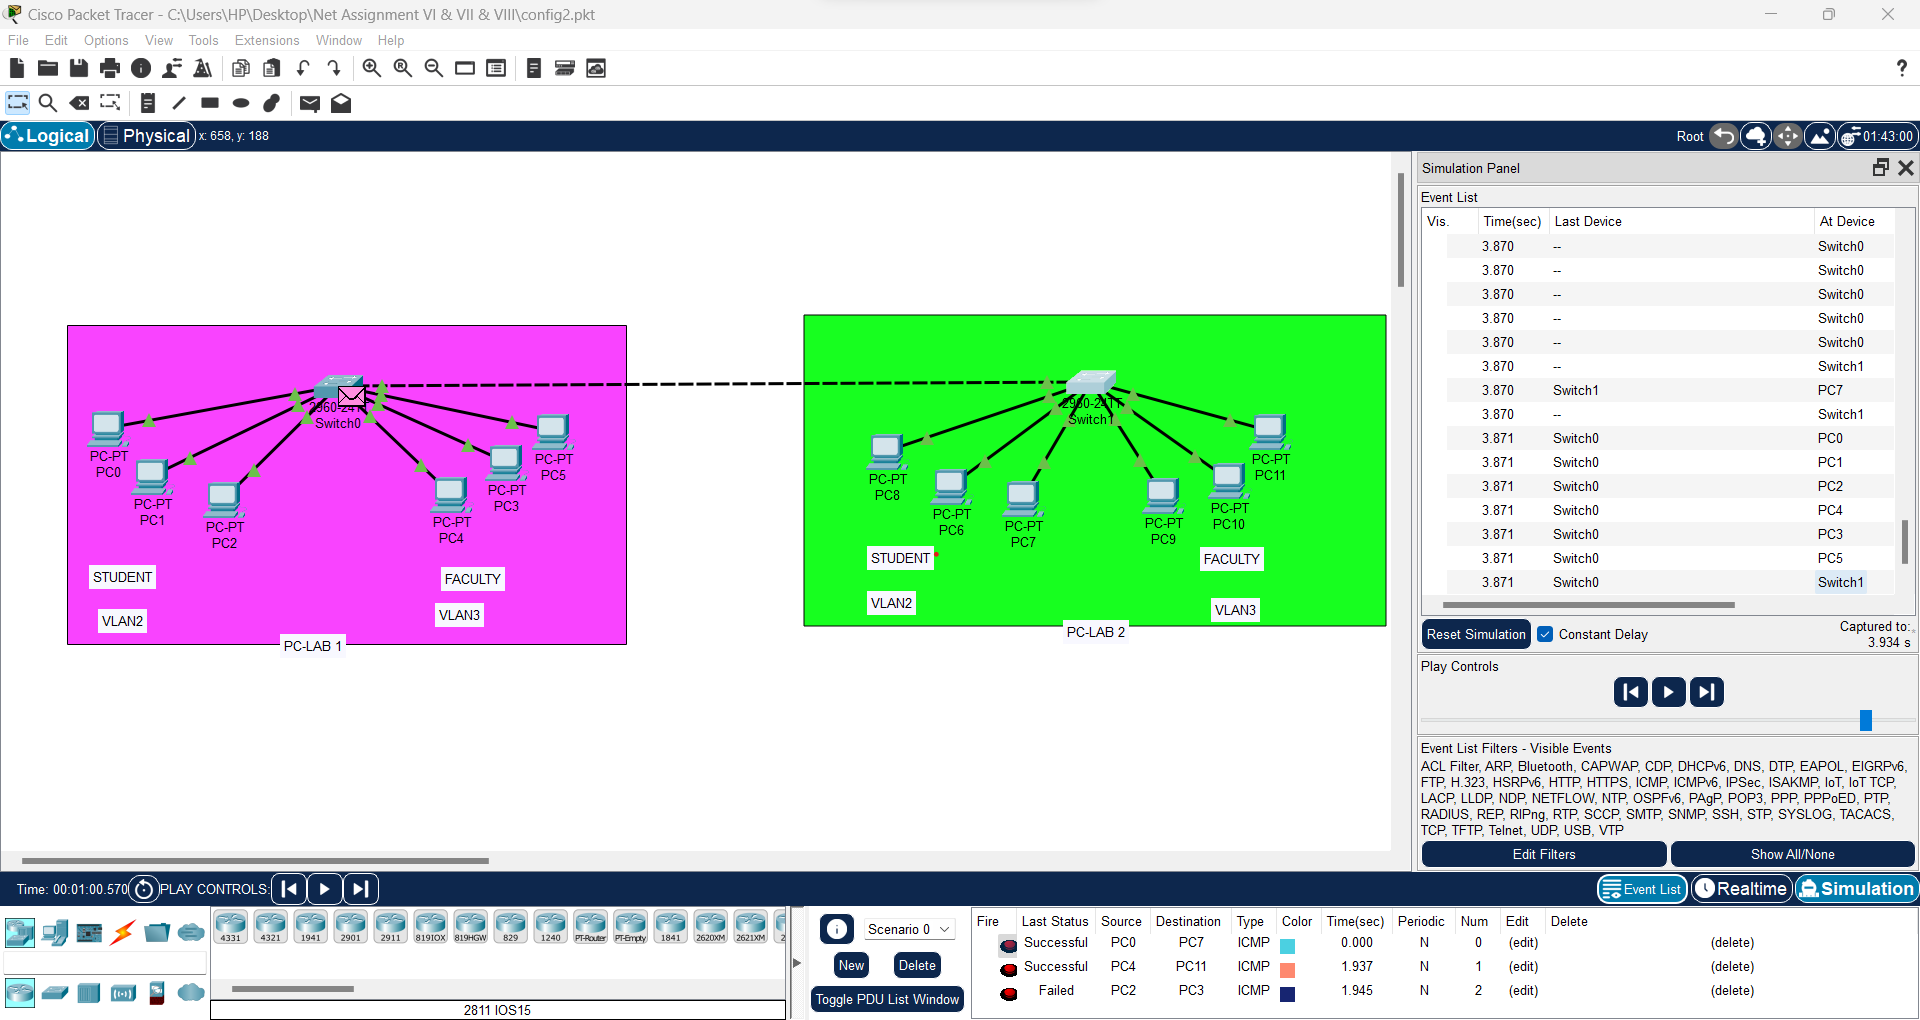 Cisco Packet Tracer - C:\Users\HP\Desktop\Net Assignment VI & VII & VIII\config2.pkt
File Edit Options View Tools Extensions Window Help
?
Logical Physical x: 658, y: 188 Root 01:43:00
Simulation Panel
Event List
Vis. Time(sec) Last Device At Device
3.870 -- Switch0
3.870 -- Switch0
3.870 -- Switch0
3.870 -- Switch0
3.870 -- Switch0
3.870 -- Switch1
3.870 Switch1 PC7
3.870 -- Switch1
3.871 Switch0 PC0
3.871 Switch0 PC1
3.871 Switch0 PC2
3.871 Switch0 PC4
3.871 Switch0 PC3
3.871 Switch0 PC5
3.871 Switch0 Switch1
Reset Simulation Constant Delay Captured to:
3.934 s
Play Controls
Event List Filters - Visible Events
ACL Filter, ARP, Bluetooth, CAPWAP, CDP, DHCPv6, DNS, DTP, EAPOL, EIGRPv6,
FTP, H.323, HSRPv6, HTTP, HTTPS, ICMP, ICMPv6, IPSec, ISAKMP, IoT, IoT TCP,
LACP, LLDP, NDP, NETFLOW, NTP, OSPFv6, PAgP, POP3, PPP, PPPoED, PTP,
RADIUS, REP, RIPng, RTP, SCCP, SMTP, SNMP, SSH, STP, SYSLOG, TACACS,
TCP, TFTP, Telnet, UDP, USB, VTP
Edit Filters Show All/None
2960-24TT
Switch0
PC-PT
PC0
PC-PT
PC1
PC-PT
PC2
PC-PT
PC4
PC-PT
PC3
PC-PT
PC5
STUDENT
FACULTY
VLAN2
VLAN3
PC-LAB 1
2960-24TT
Switch1
PC-PT
PC8
PC-PT
PC6
PC-PT
PC7
PC-PT
PC9
PC-PT
PC10
PC-PT
PC11
STUDENT
FACULTY
VLAN2
VLAN3
PC-LAB 2
Time: 00:01:00.570 PLAY CONTROLS: Event List Realtime Simulation
4331 4321 1941 2901 2911 819IOX 819HGW 829 1240 PT-Router PT-Empty 1841 2620XM 2621XM 2
2811 IOS15
Scenario 0
New Delete
Toggle PDU List Window
Fire Last Status Source Destination Type Color Time(sec) Periodic Num Edit Delete
Successful PC0 PC7 ICMP 0.000 N 0 (edit) (delete)
Successful PC4 PC11 ICMP 1.937 N 1 (edit) (delete)
Failed PC2 PC3 ICMP 1.945 N 2 (edit) (delete)